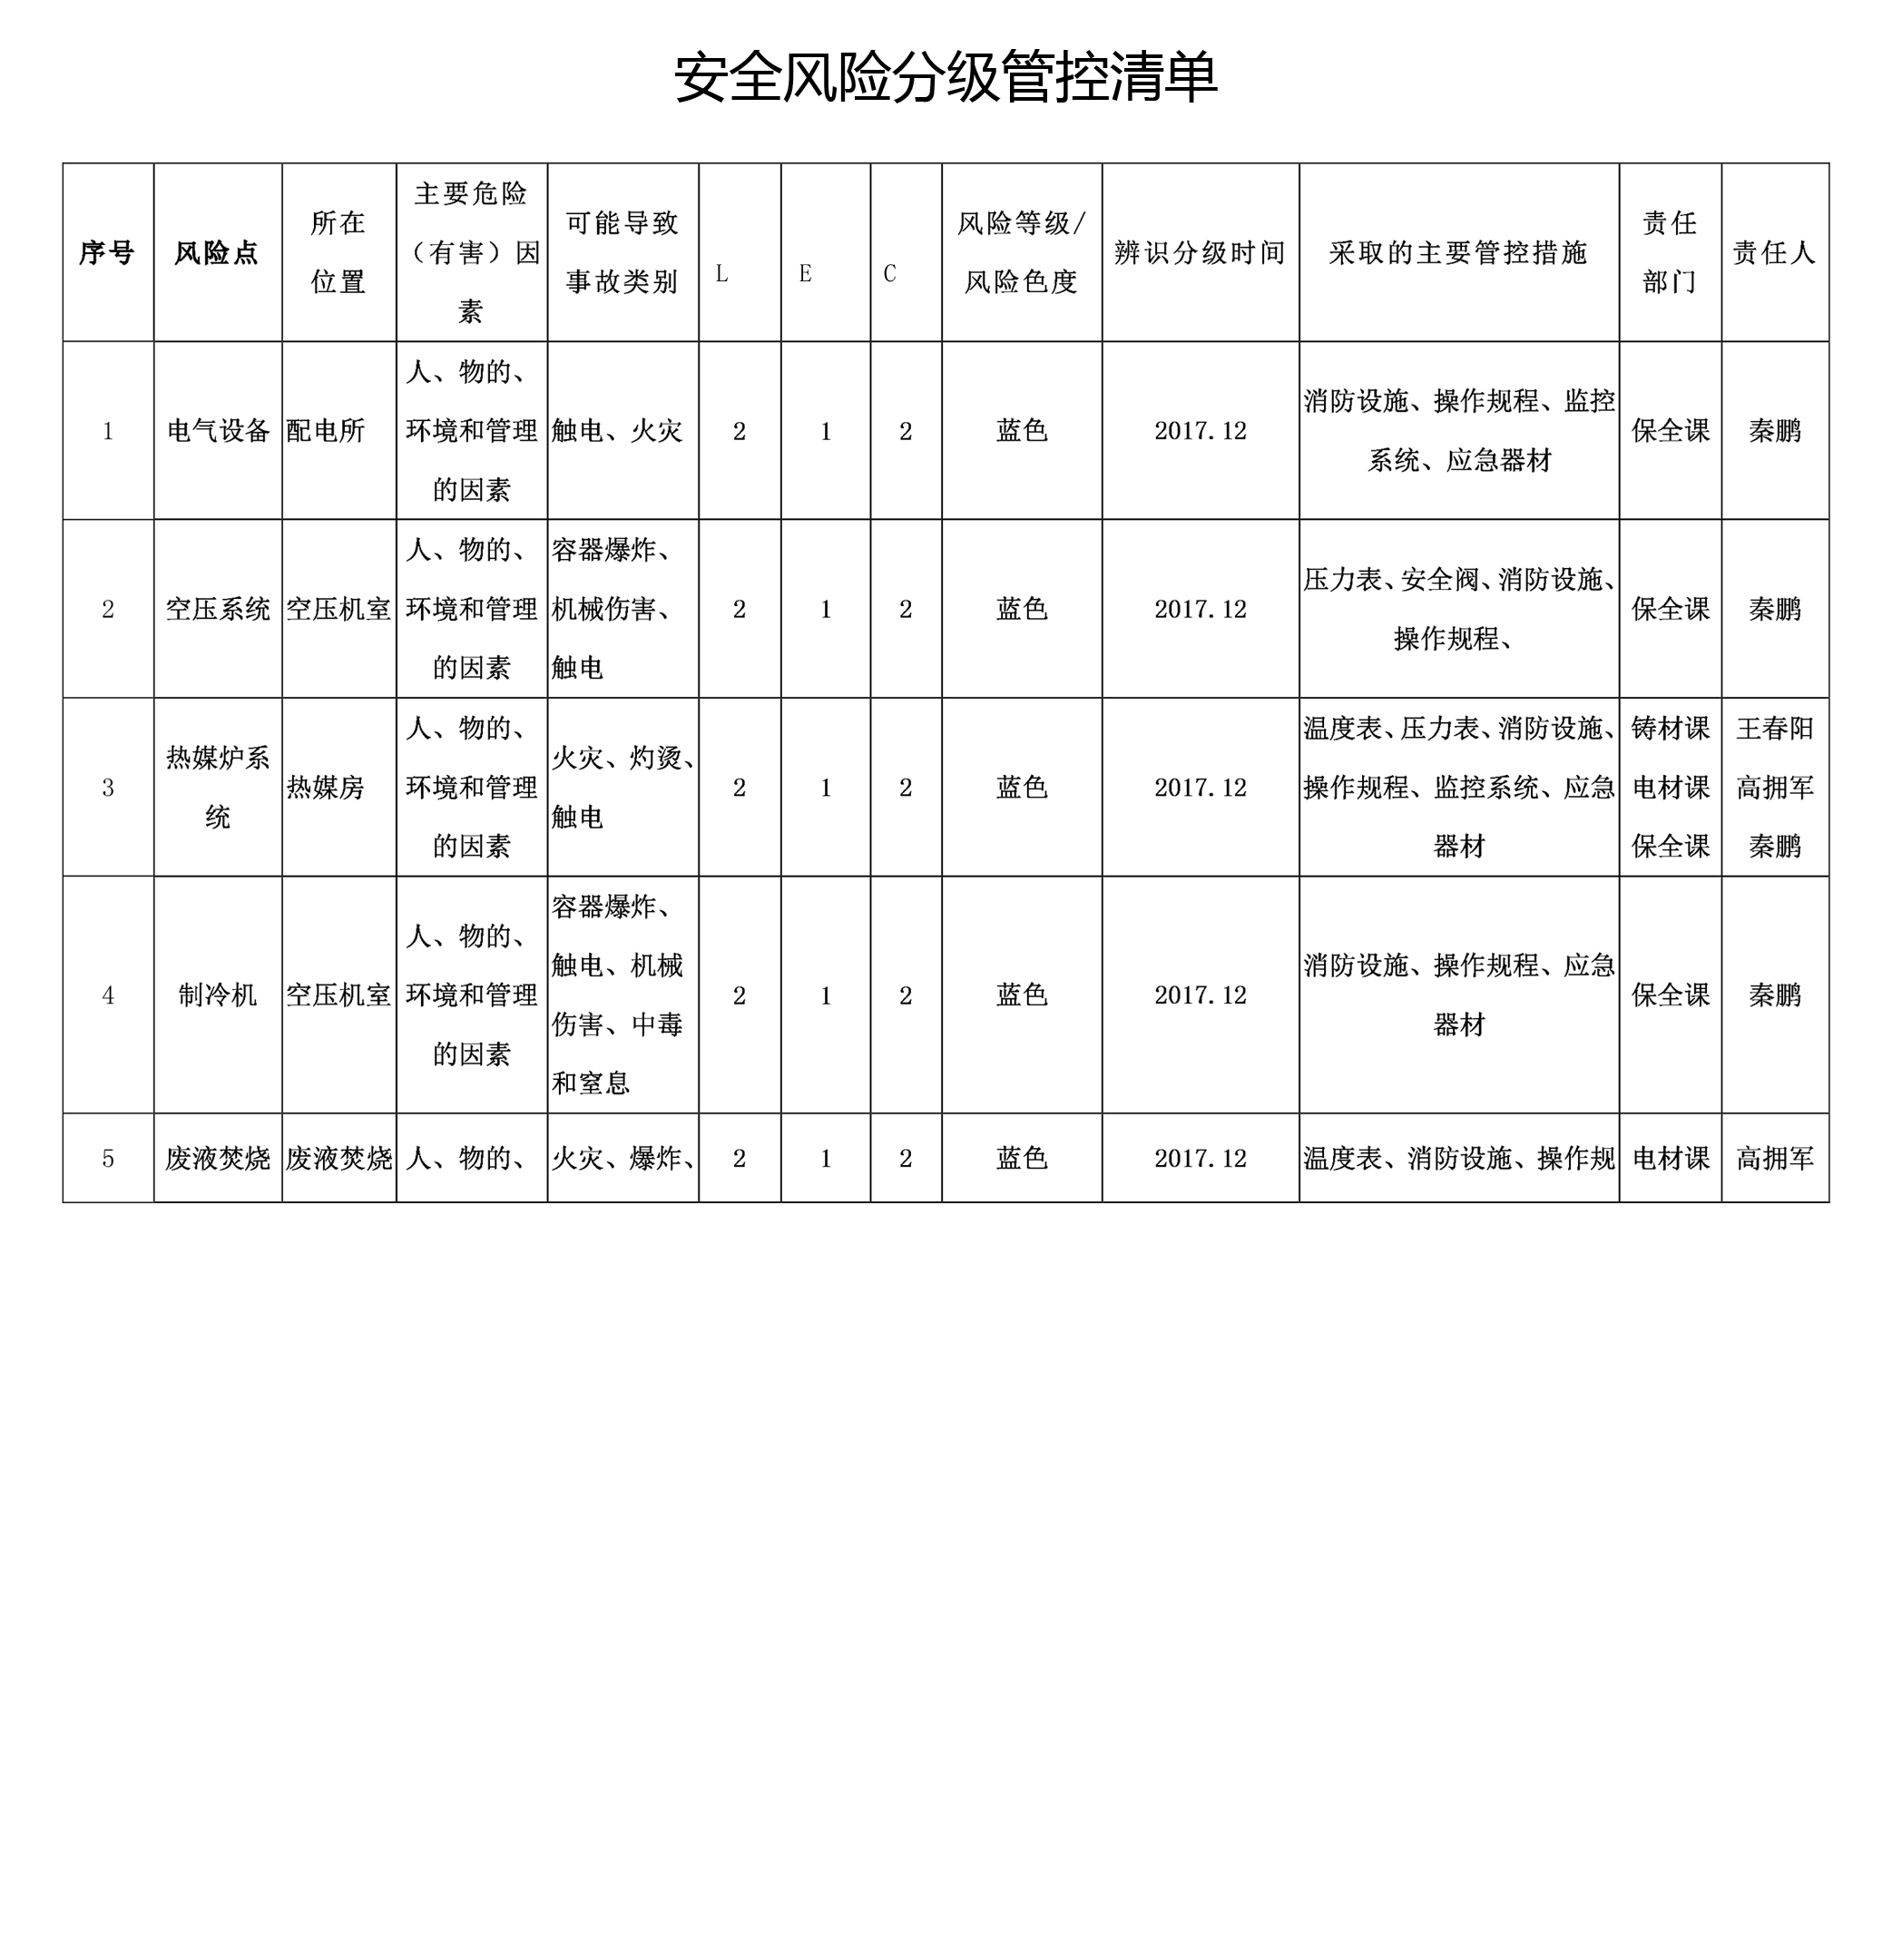 安全风险分级管控清单
序号
风险点
所在
位置
主要危险
（有害）因
素
可能导致
事故类别
L
E
C
风险等级/
风险色度
辨识分级时间
采取的主要管控措施
责任
部门
责任人
1
电气设备
配电所
人、物的、
环境和管理
的因素
触电、火灾
2
1
2
蓝色
2017.12
消防设施、操作规程、监控
系统、应急器材
保全课
秦鹏
2
空压系统
空压机室
人、物的、
环境和管理
的因素
容器爆炸、
机械伤害、
触电
2
1
2
蓝色
2017.12
压力表、安全阀、消防设施、
操作规程、
保全课
秦鹏
3
热媒炉系
统
热媒房
人、物的、
环境和管理
的因素
火灾、灼烫、
触电
2
1
2
蓝色
2017.12
温度表、压力表、消防设施、
操作规程、监控系统、应急
器材
铸材课
电材课
保全课
王春阳
高拥军
秦鹏
4
制冷机
空压机室
人、物的、
环境和管理
的因素
容器爆炸、
触电、机械
伤害、中毒
和窒息
2
1
2
蓝色
2017.12
消防设施、操作规程、应急
器材
保全课
秦鹏
5
废液焚烧
废液焚烧
人、物的、
火灾、爆炸、
2
1
2
蓝色
2017.12
温度表、消防设施、操作规
电材课
高拥军